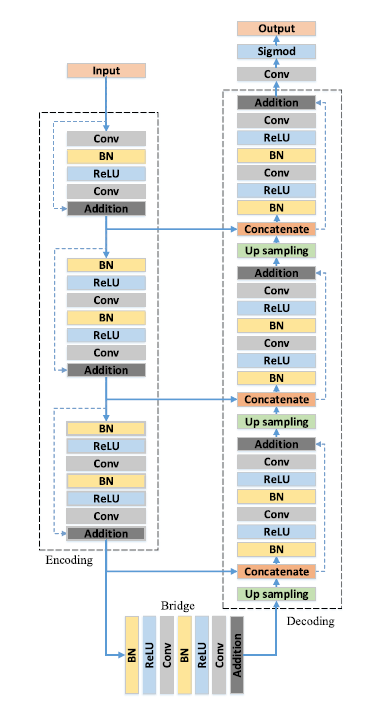 Input
Conv
BN
ReLU
Conv
Addition
BN
ReLU
Conv
BN
ReLU
Conv
Addition
BN
ReLU
Conv
BN
ReLU
Conv
Addition
Encoding
Bridge
BN
ReLU
Conv
BN
ReLU
Conv
Addition
Output
Sigmod
Conv
Addition
Conv
ReLU
BN
Conv
ReLU
BN
Concatenate
Up sampling
Addition
Conv
ReLU
BN
Conv
ReLU
BN
Concatenate
Up sampling
Addition
Conv
ReLU
BN
Conv
ReLU
BN
Concatenate
Up sampling
Decoding